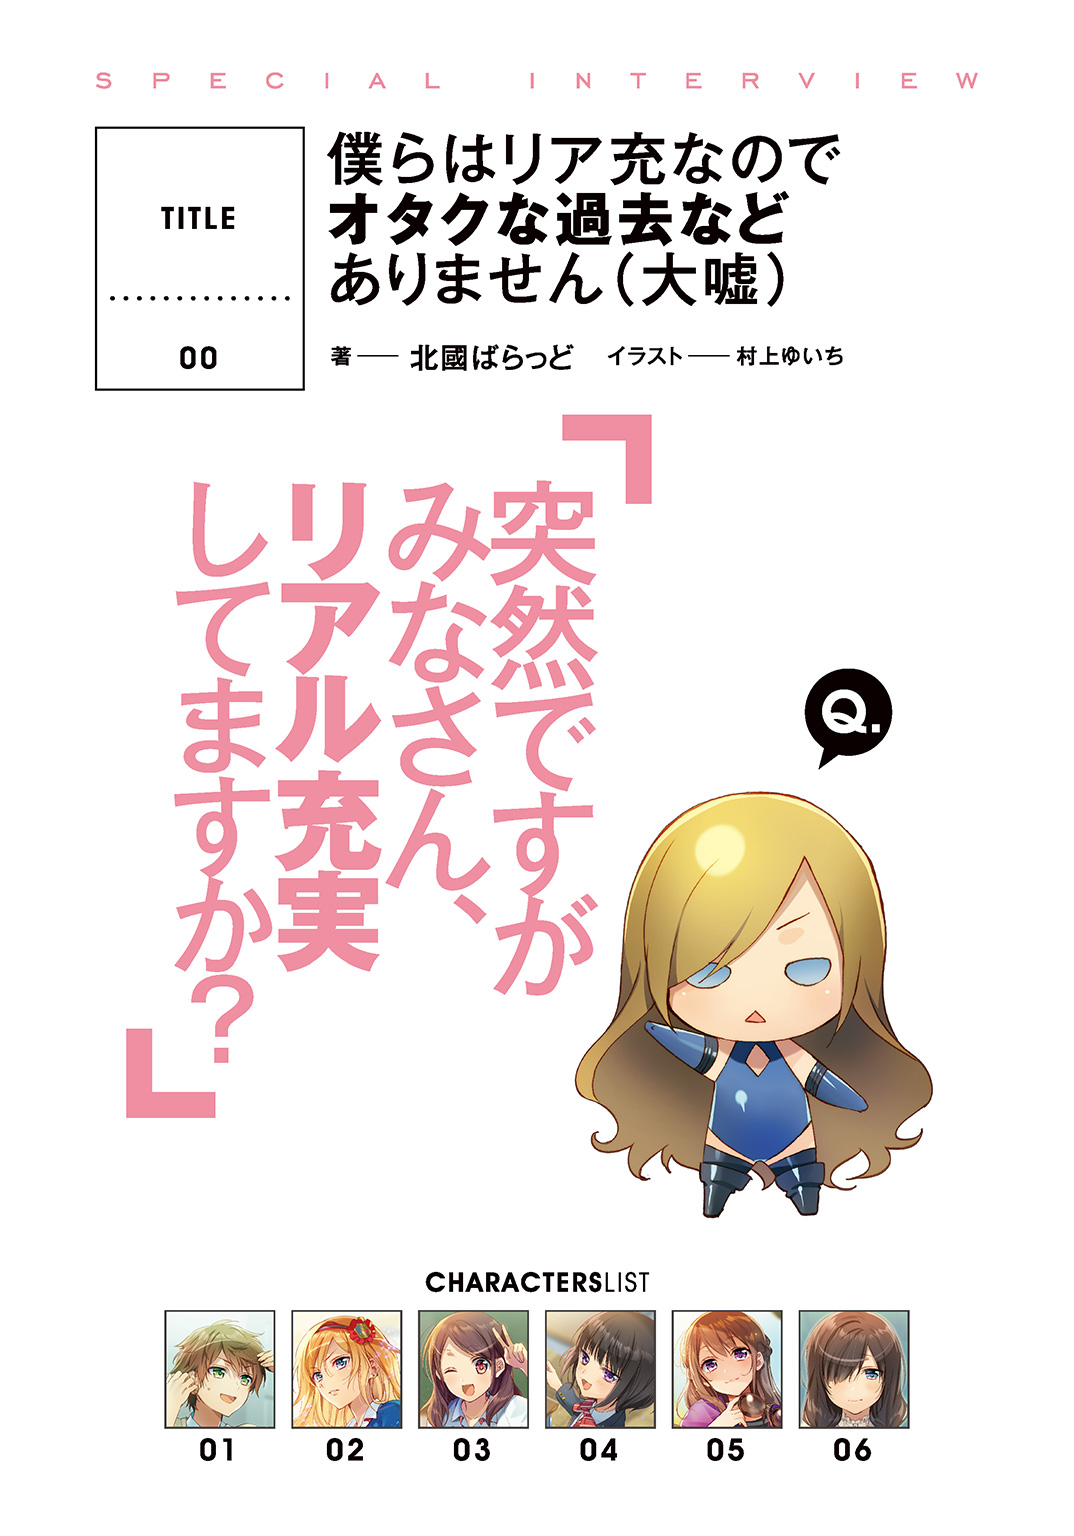 SPECIAL INTERVIEW
TITLE
00
僕らはリア充なので
オタクな過去など
ありません（大嘘）
著 ── 北國ばらっど　イラスト ── 村上ゆいち
「突然ですが
みなさん、
リアル充実
してますか？」
Q.
CHARACTERSLIST
01 02 03 04 05 06